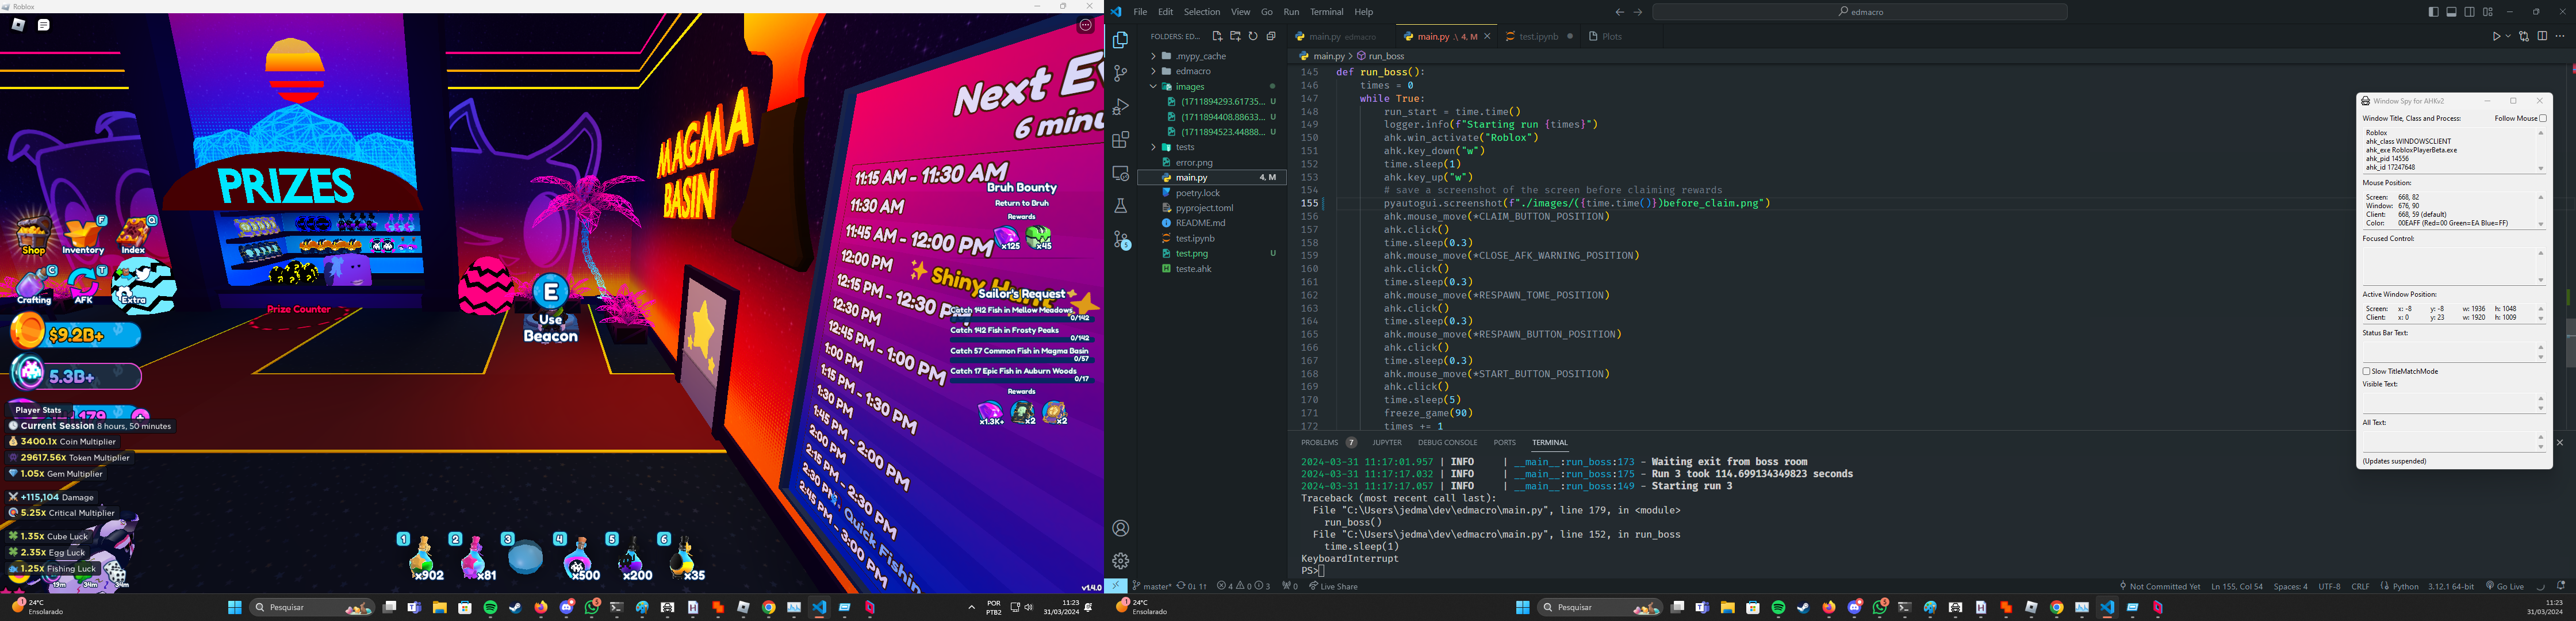 Roblox
PRIZES
Prize Counter
Shop
Inventory
F
Index
Q
Crafting
C
AFK
T
Extra
$9.2B+
5.3B+
179
Player Stats
Current Session 8 hours, 50 minutes
3400.1x Coin Multiplier
29617.56x Token Multiplier
1.05x Gem Multiplier
+115,104 Damage
5.25x Critical Multiplier
1.35x Cube Luck
2.35x Egg Luck
1.25x Fishing Luck
19m 34m 34m
E
Use
Beacon
MAGMA
BASIN
Next E
6 minu
11:15 AM - 11:30 AM
11:30 AM
11:45 AM - 12:00 PM
12:00 PM
12:15 PM - 12:30 P
12:30 PM
12:45 PM - 1:00 PM
1:00 PM
1:15 PM - 1:30 PM
1:30 PM
1:45 PM - 2:00 PM
2:00 PM
2:15 PM - 2:30 PM
2:30 PM
Quick Fishing
2:45 PM - 3:00 PM
Bruh Bounty
Return to Bruh
Rewards
x125 x45
Shiny Hunt
Sailor's Request
Catch 142 Fish in Mellow Meadows
0/142
Catch 142 Fish in Frosty Peaks
0/142
Catch 57 Common Fish in Magma Basin
0/57
Catch 17 Epic Fish in Auburn Woods
0/17
Rewards
x1.3K+ x2 x2
1 2 3 4 5 6
x902 x81 x500 x200 x35
v1.4.0
24°C
Ensolarado
Pesquisar
POR
PTB2
11:23
31/03/2024
File Edit Selection View Go Run Terminal Help
edmacro
FOLDERS: ED...
.mypy_cache
edmacro
images
(1711894293.61735... U
(1711894408.88633... U
(1711894523.44888... U
tests
error.png
main.py 4, M
poetry.lock
pyproject.toml
README.md
test.ipynb
test.png U
teste.ahk
main.py edmacro
main.py .\ 4, M
test.ipynb
Plots
main.py > run_boss
145 def run_boss():
146 times = 0
147 while True:
148 run_start = time.time()
149 logger.info(f"Starting run {times}")
150 ahk.win_activate("Roblox")
151 ahk.key_down("w")
152 time.sleep(1)
153 ahk.key_up("w")
154 # save a screenshot of the screen before claiming rewards
155 pyautogui.screenshot(f"./images/({time.time()})before_claim.png")
156 ahk.mouse_move(*CLAIM_BUTTON_POSITION)
157 ahk.click()
158 time.sleep(0.3)
159 ahk.mouse_move(*CLOSE_AFK_WARNING_POSITION)
160 ahk.click()
161 time.sleep(0.3)
162 ahk.mouse_move(*RESPAWN_TOME_POSITION)
163 ahk.click()
164 time.sleep(0.3)
165 ahk.mouse_move(*RESPAWN_BUTTON_POSITION)
166 ahk.click()
167 time.sleep(0.3)
168 ahk.mouse_move(*START_BUTTON_POSITION)
169 ahk.click()
170 time.sleep(5)
171 freeze_game(90)
172 times += 1
PROBLEMS 7 JUPYTER DEBUG CONSOLE PORTS TERMINAL
2024-03-31 11:17:01.957 | INFO | __main__:run_boss:173 - Waiting exit from boss room
2024-03-31 11:17:17.032 | INFO | __main__:run_boss:175 - Run 3 took 114.699134349823 seconds
2024-03-31 11:17:17.057 | INFO | __main__:run_boss:149 - Starting run 3
Traceback (most recent call last):
File "C:\Users\jedma\dev\edmacro\main.py", line 179, in <module>
run_boss()
File "C:\Users\jedma\dev\edmacro\main.py", line 152, in run_boss
time.sleep(1)
KeyboardInterrupt
PS>
master* 0↓ 1↑ 4 0 3 0 Live Share
Not Committed Yet Ln 155, Col 54 Spaces: 4 UTF-8 CRLF Python 3.12.1 64-bit Go Live
Window Spy for AHKv2
Window Title, Class and Process: Follow Mouse
Roblox
ahk_class WINDOWSCLIENT
ahk_exe RobloxPlayerBeta.exe
ahk_pid 14556
ahk_id 17247648
Mouse Position:
Screen: 668, 82
Window: 676, 90
Client: 668, 59 (default)
Color: 00EAFF (Red=00 Green=EA Blue=FF)
Focused Control:
Active Window Position:
Screen: x: -8 y: -8 w: 1936 h: 1048
Client: x: 0 y: 23 w: 1920 h: 1009
Status Bar Text:
Slow TitleMatchMode
Visible Text:
All Text:
(Updates suspended)
24°C
Ensolarado
Pesquisar
11:23
31/03/2024